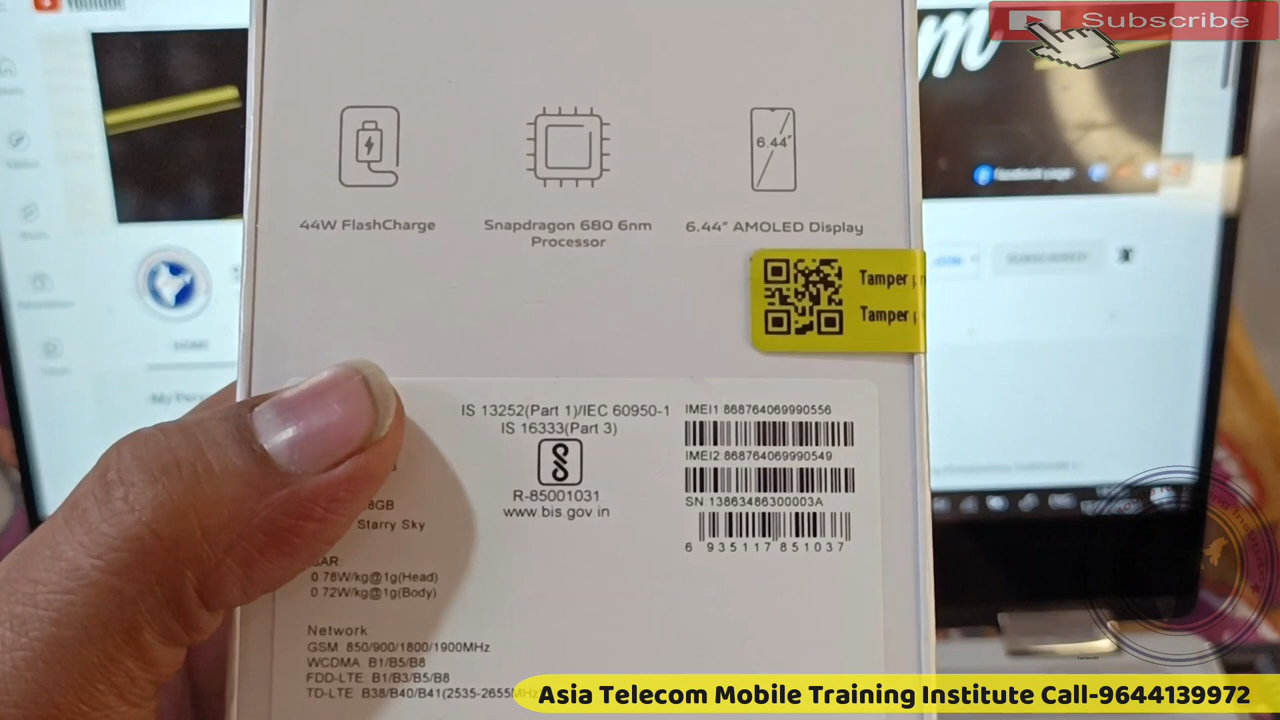 YouTube
Subscribe
6.44"
44W FlashCharge
Snapdragon 680 6nm
Processor
6.44" AMOLED Display
Tamper
Tamper
IS 13252(Part 1)/IEC 60950-1
IS 16333(Part 3)
R-85001031
www.bis.gov.in
IMEI1 868764069990556
IMEI2 868764069990549
SN 13863486300003A
6 935117 851037
8GB
Starry Sky
SAR:
0.78W/kg@1g(Head)
0.72W/kg@1g(Body)
Network
GSM 850/900/1800/1900MHz
WCDMA B1/B5/B8
FDD-LTE B1/B3/B5/B8
TD-LTE B38/B40/B41(2535-2655MHz
Asia Telecom Mobile Training Institute Call-9644139972